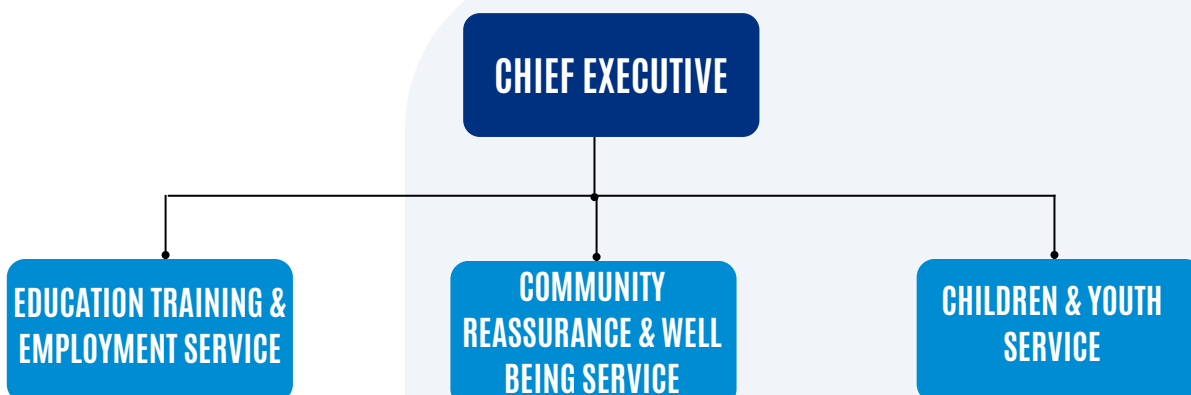 CHIEF EXECUTIVE
EDUCATION TRAINING &
EMPLOYMENT SERVICE
COMMUNITY
REASSURANCE & WELL
BEING SERVICE
CHILDREN & YOUTH
SERVICE